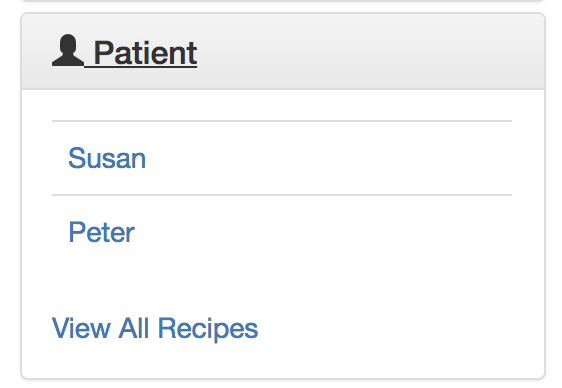 Patient
Susan
Peter
View All Recipes